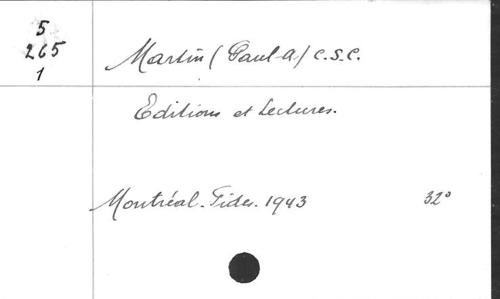 5
265
1
Martin (Paul-A.) c.s.c.
Editions et Lectures.
Montréal. Fides. 1943 32°